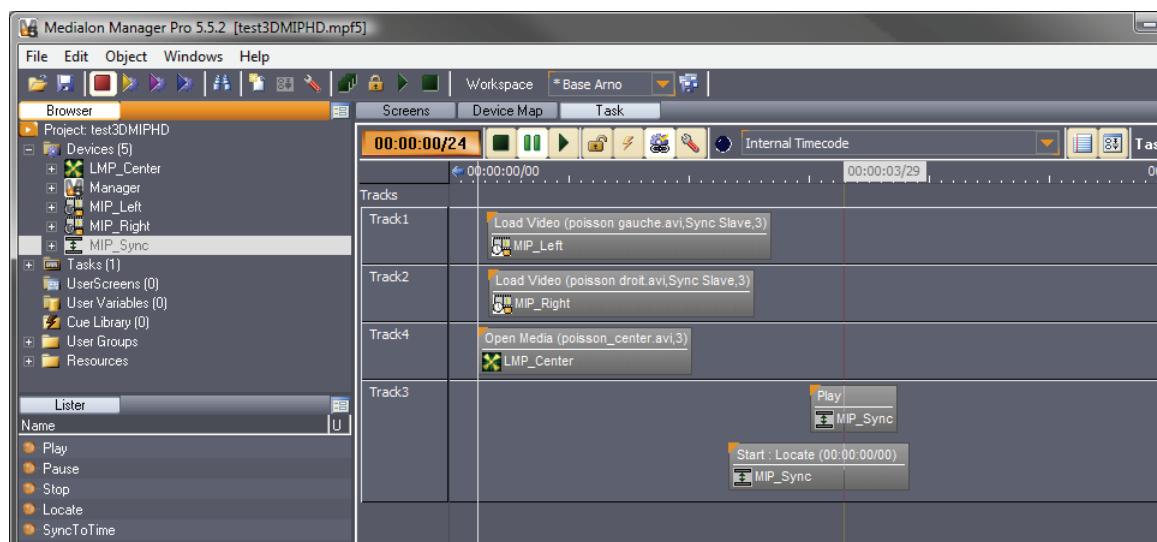 Medialon Manager Pro 5.5.2 [test3DMIPHD.mpf5]
File Edit Object Windows Help
Workspace * Base Arno
Browser
Screens Device Map Task
Project: test3DMIPHD
Devices (5)
LMP_Center
Manager
MIP_Left
MIP_Right
MIP_Sync
Tasks (1)
UserScreens (0)
User Variables (0)
Cue Library (0)
User Groups
Resources
Lister
Name U
Play
Pause
Stop
Locate
SyncToTime
00:00:00/24 Internal Timecode Tas
00:00:00/00 00:00:03/29 0
Tracks
Track1
Load Video (poisson gauche.avi,Sync Slave,3)
MIP_Left
Track2
Load Video (poisson droit.avi,Sync Slave,3)
MIP_Right
Track4
Open Media (poisson_center.avi,3)
LMP_Center
Track3
Play
MIP_Sync
Start : Locate (00:00:00/00)
MIP_Sync